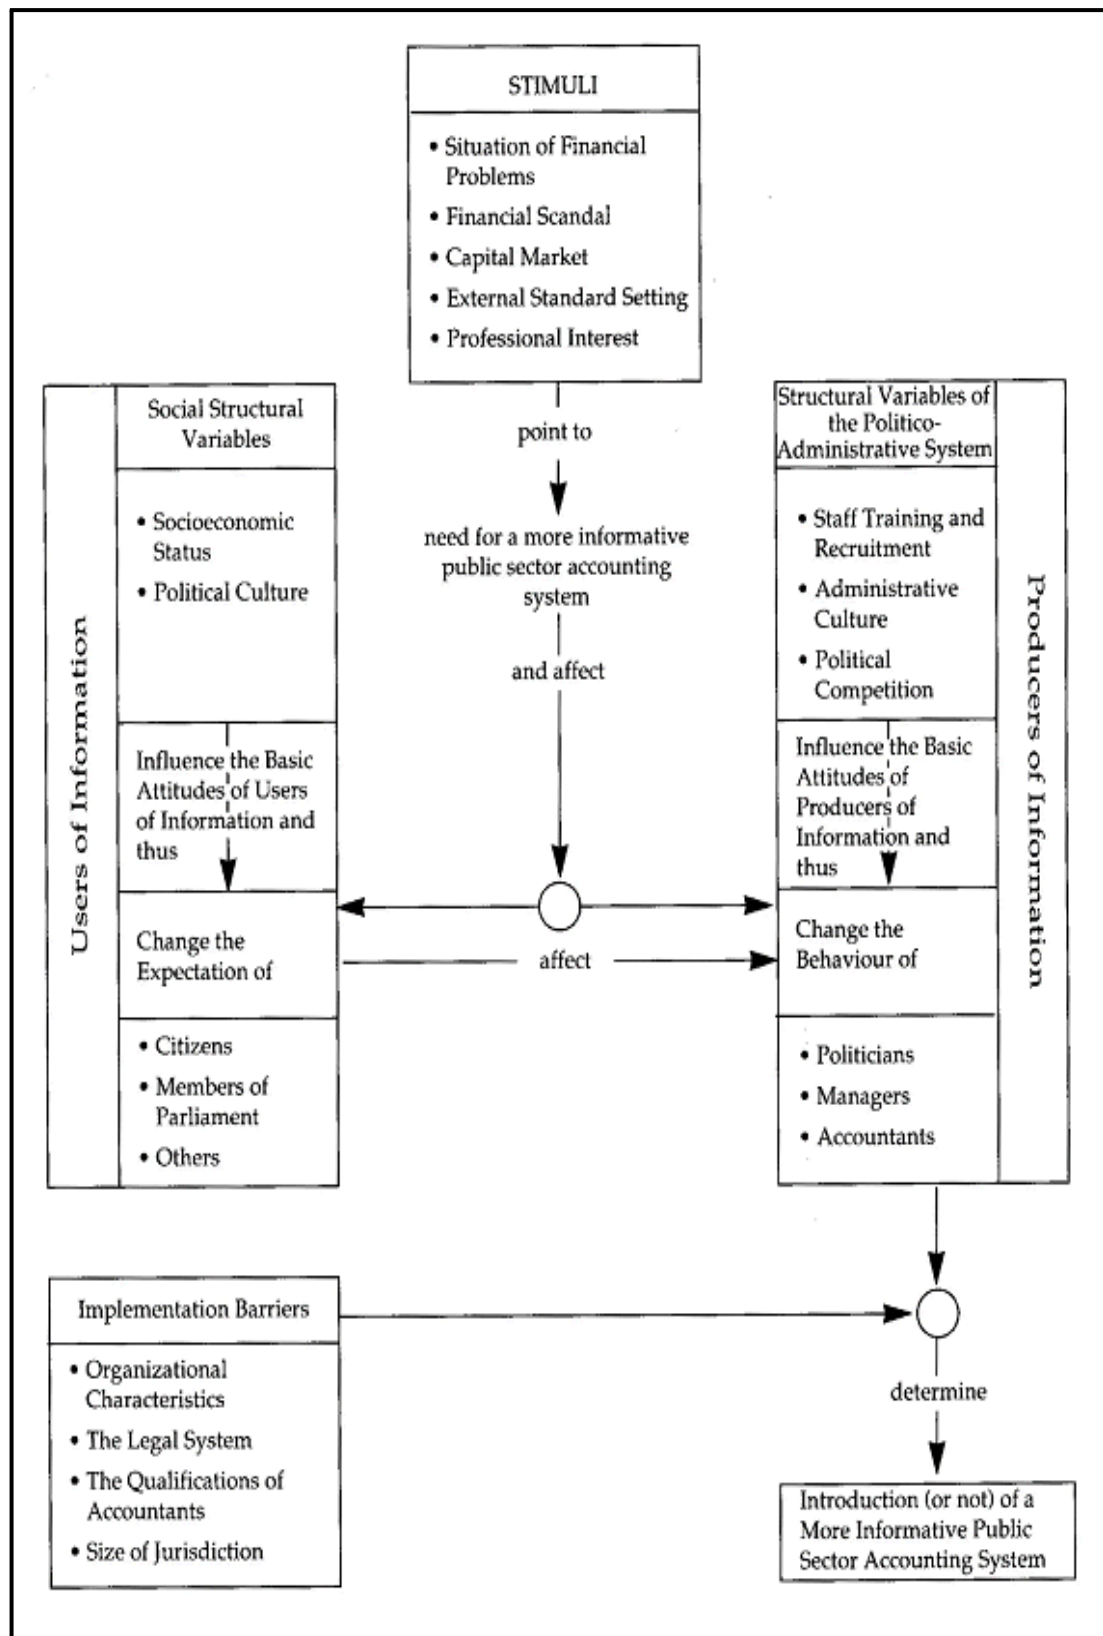 STIMULI
• Situation of Financial
Problems
• Financial Scandal
• Capital Market
• External Standard Setting
• Professional Interest
point to
need for a more informative
public sector accounting
system
and affect
Users of Information
Social Structural
Variables
• Socioeconomic
Status
• Political Culture
Influence the Basic
Attitudes of Users
of Information and
thus
Change the
Expectation of
• Citizens
• Members of
Parliament
• Others
affect
Structural Variables of
the Politico-
Administrative System
• Staff Training and
Recruitment
• Administrative
Culture
• Political
Competition
Influence the Basic
Attitudes of
Producers of
Information and
thus
Change the
Behaviour of
• Politicians
• Managers
• Accountants
Producers of Information
Implementation Barriers
• Organizational
Characteristics
• The Legal System
• The Qualifications of
Accountants
• Size of Jurisdiction
determine
Introduction (or not) of a
More Informative Public
Sector Accounting System